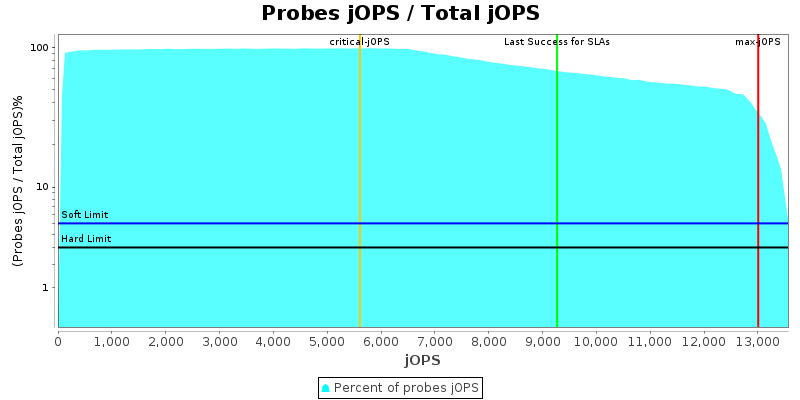 Probes jOPS / Total jOPS
critical-jOPS
Last Success for SLAs
max-jOPS
(Probes jOPS / Total jOPS)%
100
10
1
Soft Limit
Hard Limit
0 1,000 2,000 3,000 4,000 5,000 6,000 7,000 8,000 9,000 10,000 11,000 12,000 13,000
jOPS
Percent of probes jOPS